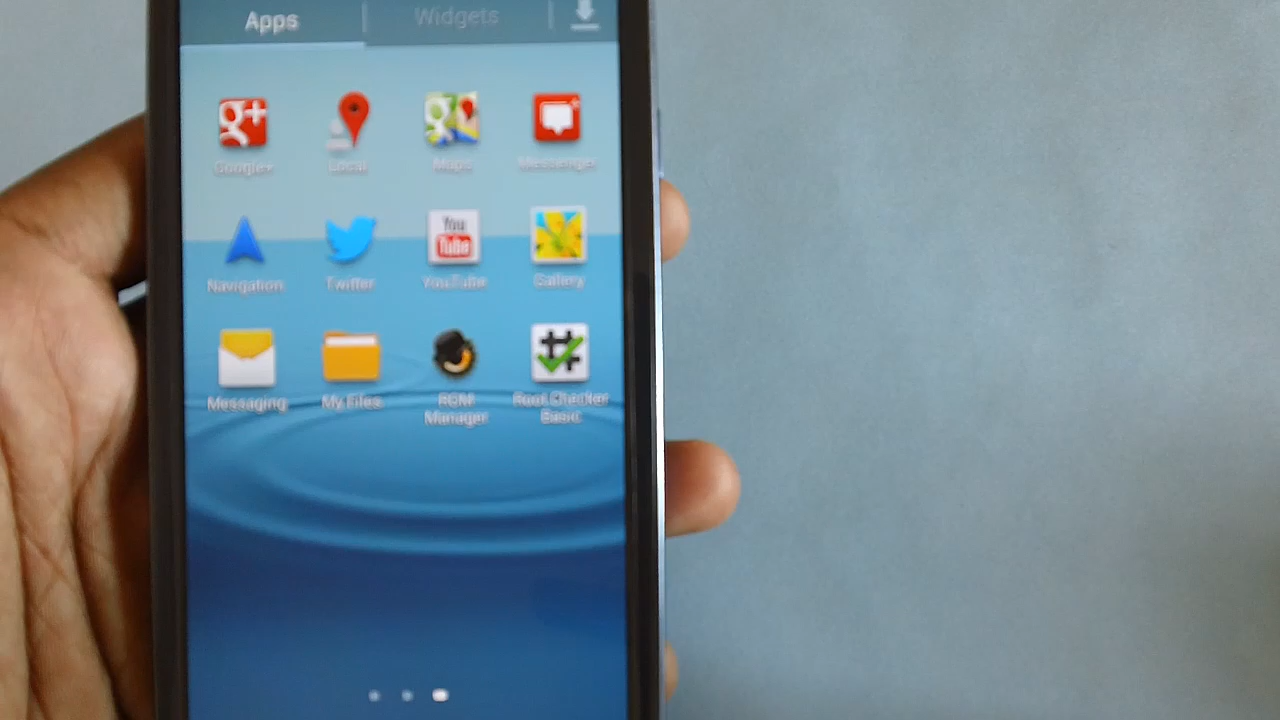 Apps
Widgets
g+
Google+
Local
g
Maps
Messenger
Navigation
Twitter
You
Tube
YouTube
Gallery
Messaging
My Files
ROM
Manager
Root Checker
Basic